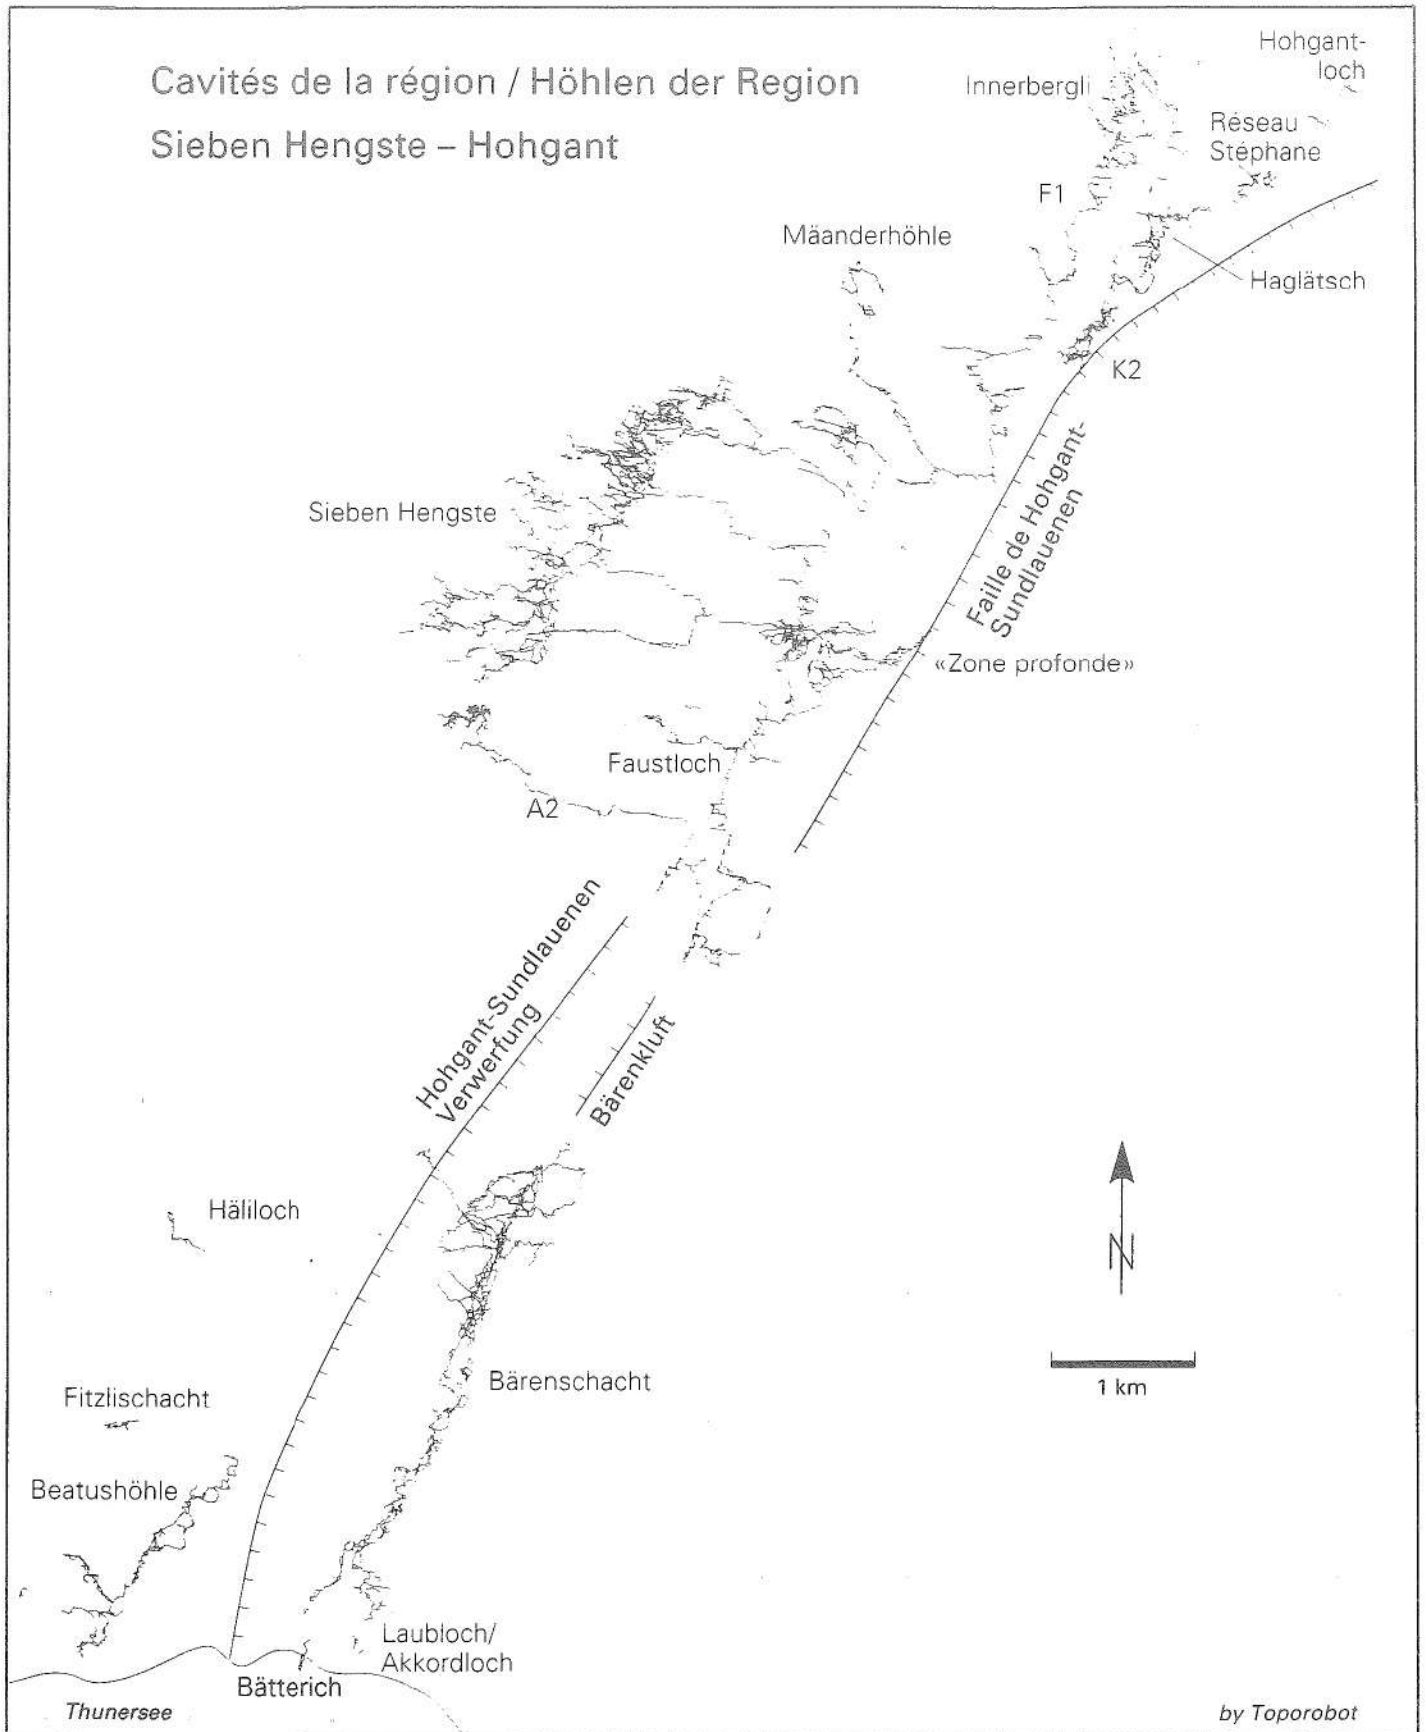 Cavités de la région / Höhlen der Region
Sieben Hengste – Hohgant
Hohgant-
loch
Innerbergli
Réseau
Stéphane
F1
Mäanderhöhle
Haglätsch
K2
Faille de Hohgant-
Sundlauenen
Sieben Hengste
«Zone profonde»
Faustloch
A2
Hohgant-Sundlauenen
Verwerfung
Bärenkluft
Häliloch
N
Bärenschacht
1 km
Fitzlischacht
Beatushöhle
Laubloch/
Akkordloch
Bätterich
Thunersee
by Toporobot